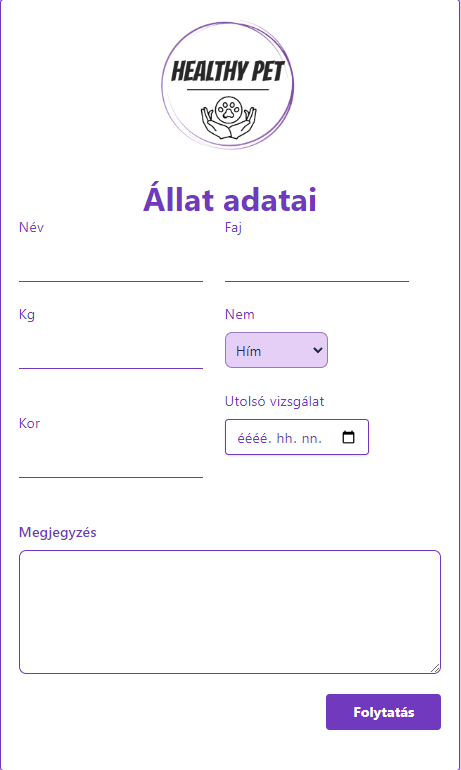 HEALTHY PET
Állat adatai
Név
Faj
Kg
Nem
Hím
Utolsó vizsgálat
Kor
éééé. hh. nn.
Megjegyzés
Folytatás